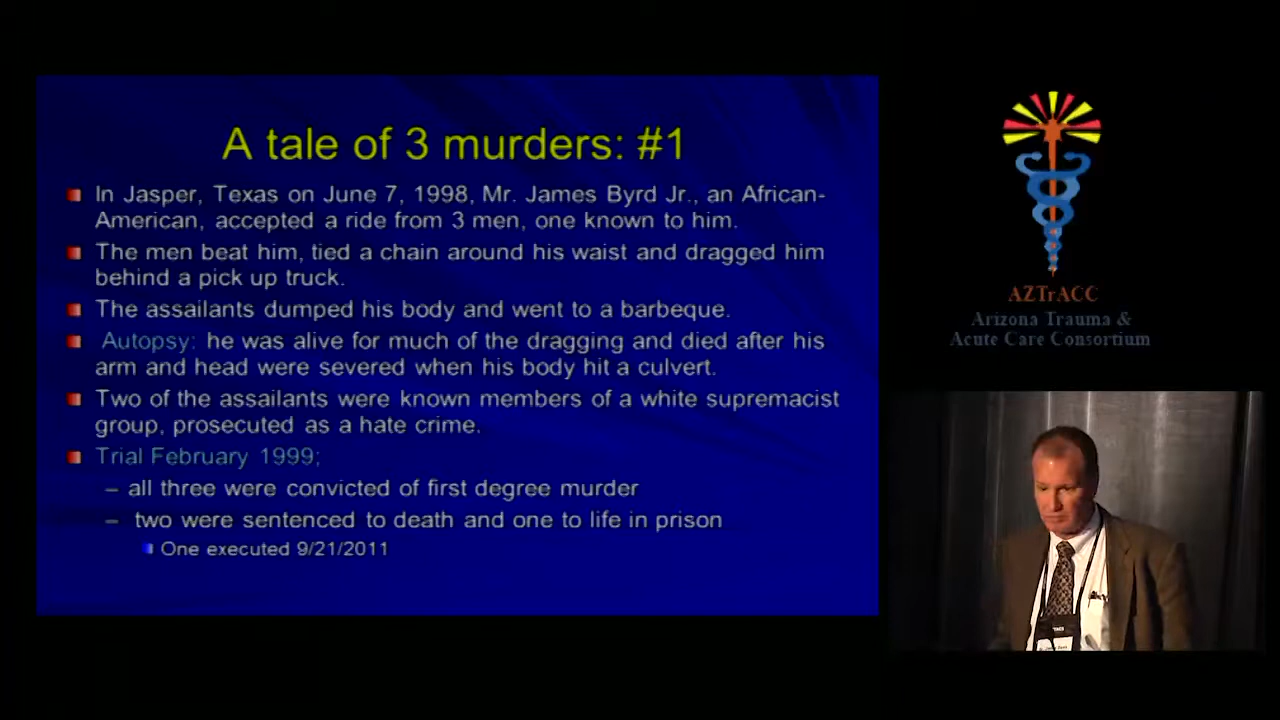 A tale of 3 murders: #1
In Jasper, Texas on June 7, 1998, Mr. James Byrd Jr., an African-
American, accepted a ride from 3 men, one known to him.
The men beat him, tied a chain around his waist and dragged him
behind a pick up truck.
The assailants dumped his body and went to a barbeque.
Autopsy: he was alive for much of the dragging and died after his
arm and head were severed when his body hit a culvert.
Two of the assailants were known members of a white supremacist
group, prosecuted as a hate crime.
Trial February 1999;
– all three were convicted of first degree murder
– two were sentenced to death and one to life in prison
One executed 9/21/2011
AZTrACC
Arizona Trauma &
Acute Care Consortium